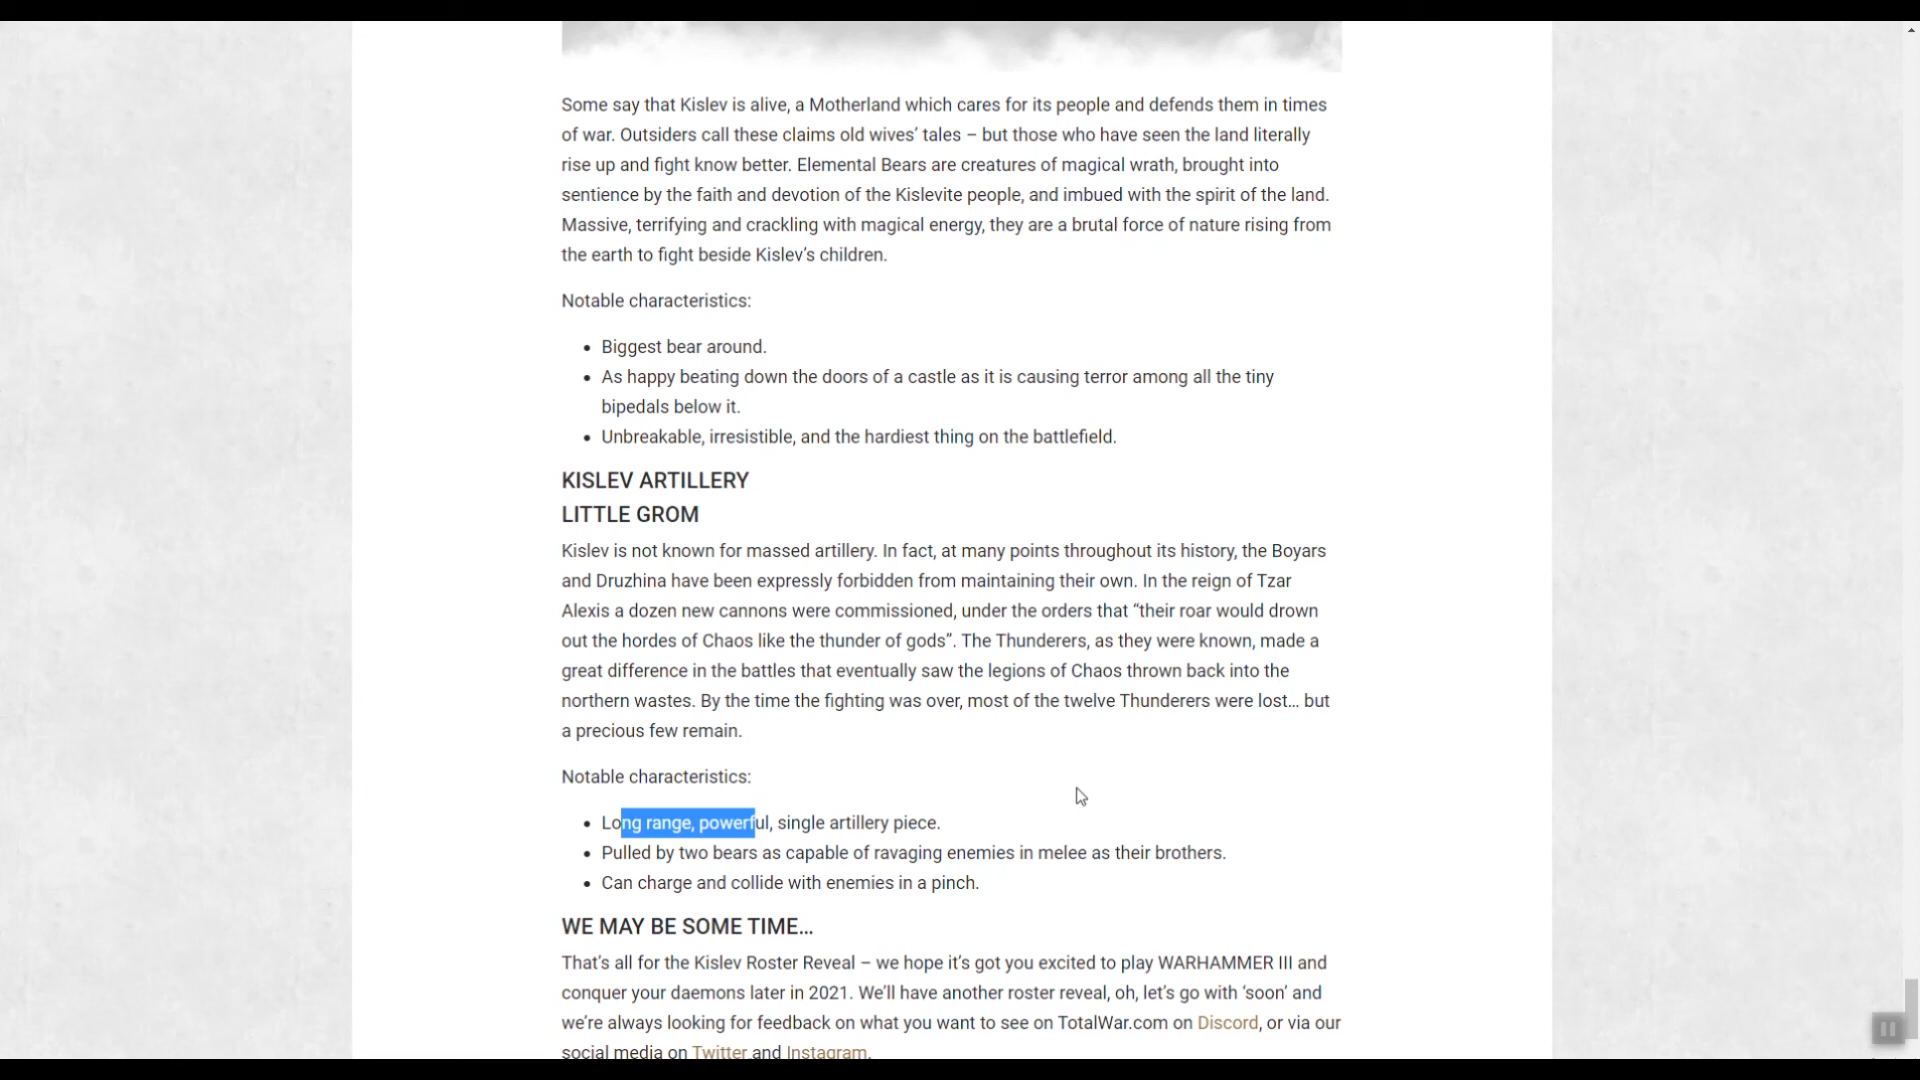 Some say that Kislev is alive, a Motherland which cares for its people and defends them in times
of war. Outsiders call these claims old wives’ tales – but those who have seen the land literally
rise up and fight know better. Elemental Bears are creatures of magical wrath, brought into
sentience by the faith and devotion of the Kislevite people, and imbued with the spirit of the land.
Massive, terrifying and crackling with magical energy, they are a brutal force of nature rising from
the earth to fight beside Kislev’s children.
Notable characteristics:
• Biggest bear around.
• As happy beating down the doors of a castle as it is causing terror among all the tiny
bipedals below it.
• Unbreakable, irresistible, and the hardiest thing on the battlefield.
KISLEV ARTILLERY
LITTLE GROM
Kislev is not known for massed artillery. In fact, at many points throughout its history, the Boyars
and Druzhina have been expressly forbidden from maintaining their own. In the reign of Tzar
Alexis a dozen new cannons were commissioned, under the orders that “their roar would drown
out the hordes of Chaos like the thunder of gods”. The Thunderers, as they were known, made a
great difference in the battles that eventually saw the legions of Chaos thrown back into the
northern wastes. By the time the fighting was over, most of the twelve Thunderers were lost… but
a precious few remain.
Notable characteristics:
• Long range, powerful, single artillery piece.
• Pulled by two bears as capable of ravaging enemies in melee as their brothers.
• Can charge and collide with enemies in a pinch.
WE MAY BE SOME TIME…
That’s all for the Kislev Roster Reveal – we hope it’s got you excited to play WARHAMMER III and
conquer your daemons later in 2021. We’ll have another roster reveal, oh, let’s go with ‘soon’ and
we’re always looking for feedback on what you want to see on TotalWar.com on Discord, or via our
social media on Twitter and Instagram.